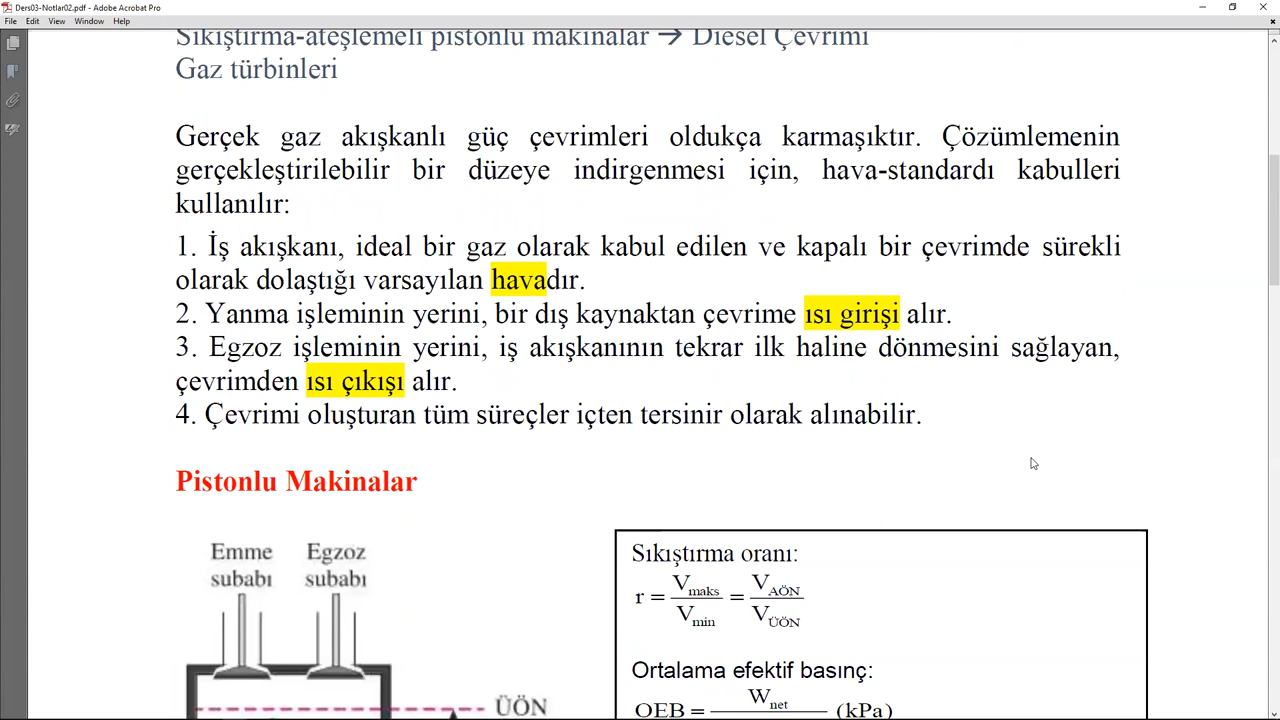 Ders03-Notlar02.pdf - Adobe Acrobat Pro
File Edit View Window Help
Sıkıştırma-ateşlemeli pistonlu makinalar → Diesel Çevrimi
Gaz türbinleri
Gerçek gaz akışkanlı güç çevrimleri oldukça karmaşıktır. Çözümlemenin
gerçekleştirilebilir bir düzeye indirgenmesi için, hava-standardı kabulleri
kullanılır:
1. İş akışkanı, ideal bir gaz olarak kabul edilen ve kapalı bir çevrimde sürekli
olarak dolaştığı varsayılan havadır.
2. Yanma işleminin yerini, bir dış kaynaktan çevrime ısı girişi alır.
3. Egzoz işleminin yerini, iş akışkanının tekrar ilk haline dönmesini sağlayan,
çevrimden ısı çıkışı alır.
4. Çevrimi oluşturan tüm süreçler içten tersinir olarak alınabilir.
Pistonlu Makinalar
Emme Egzoz
subabı subabı
ÜÖN
Sıkıştırma oranı:
r = V maks / V min = V AÖN / V ÜÖN
Ortalama efektif basınç:
OEB = W net (kPa)